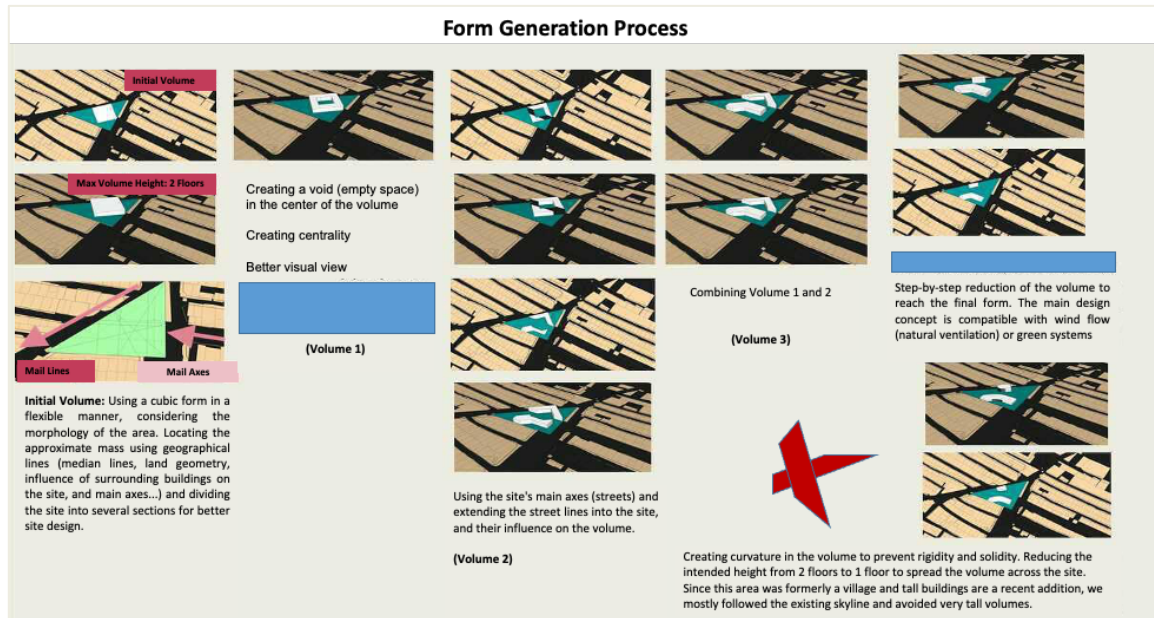 Form Generation Process
Initial Volume
Max Volume Height: 2 Floors
Mail Lines
Mail Axes
Initial Volume: Using a cubic form in a
flexible manner, considering the
morphology of the area. Locating the
approximate mass using geographical
lines (median lines, land geometry,
influence of surrounding buildings on
the site, and main axes...) and dividing
the site into several sections for better
site design.
Creating a void (empty space)
in the center of the volume
Creating centrality
Better visual view
(Volume 1)
Using the site's main axes (streets) and
extending the street lines into the site,
and their influence on the volume.
(Volume 2)
Combining Volume 1 and 2
(Volume 3)
Step-by-step reduction of the volume to
reach the final form. The main design
concept is compatible with wind flow
(natural ventilation) or green systems
Creating curvature in the volume to prevent rigidity and solidity. Reducing the
intended height from 2 floors to 1 floor to spread the volume across the site.
Since this area was formerly a village and tall buildings are a recent addition, we
mostly followed the existing skyline and avoided very tall volumes.